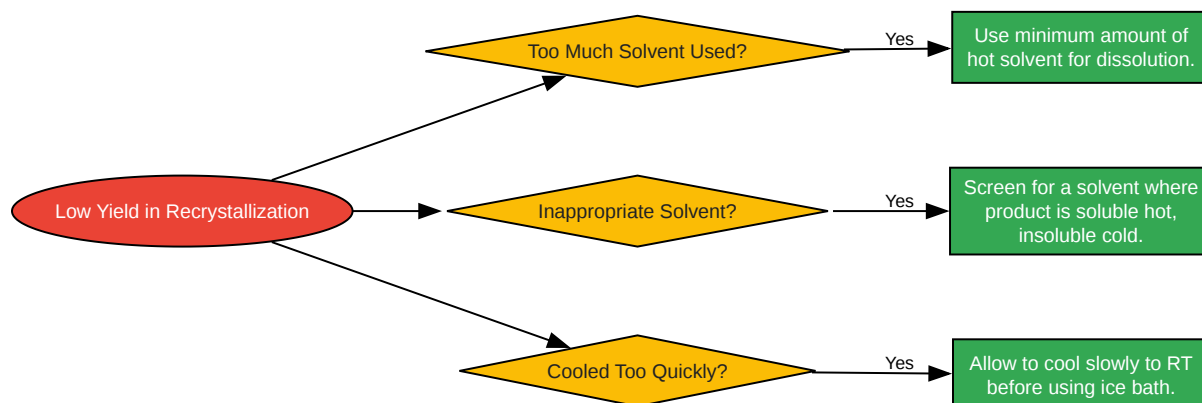 Too Much Solvent Used?
Yes
Use minimum amount of
hot solvent for dissolution.
Low Yield in Recrystallization
Inappropriate Solvent?
Yes
Screen for a solvent where
product is soluble hot,
insoluble cold.
Cooled Too Quickly?
Yes
Allow to cool slowly to RT
before using ice bath.